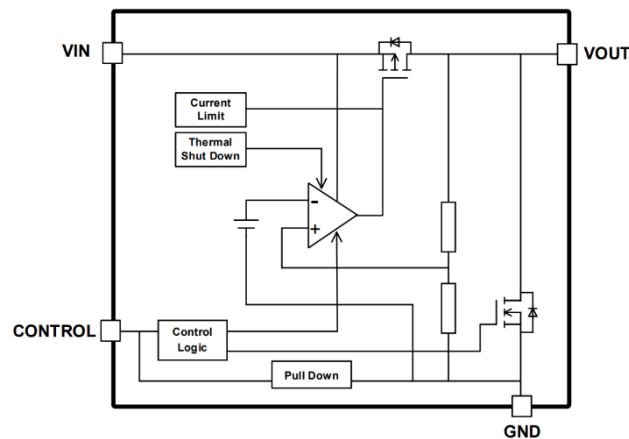 VIN
VOUT
Current
Limit
Thermal
Shut Down
-
+
CONTROL
Control
Logic
Pull Down
GND